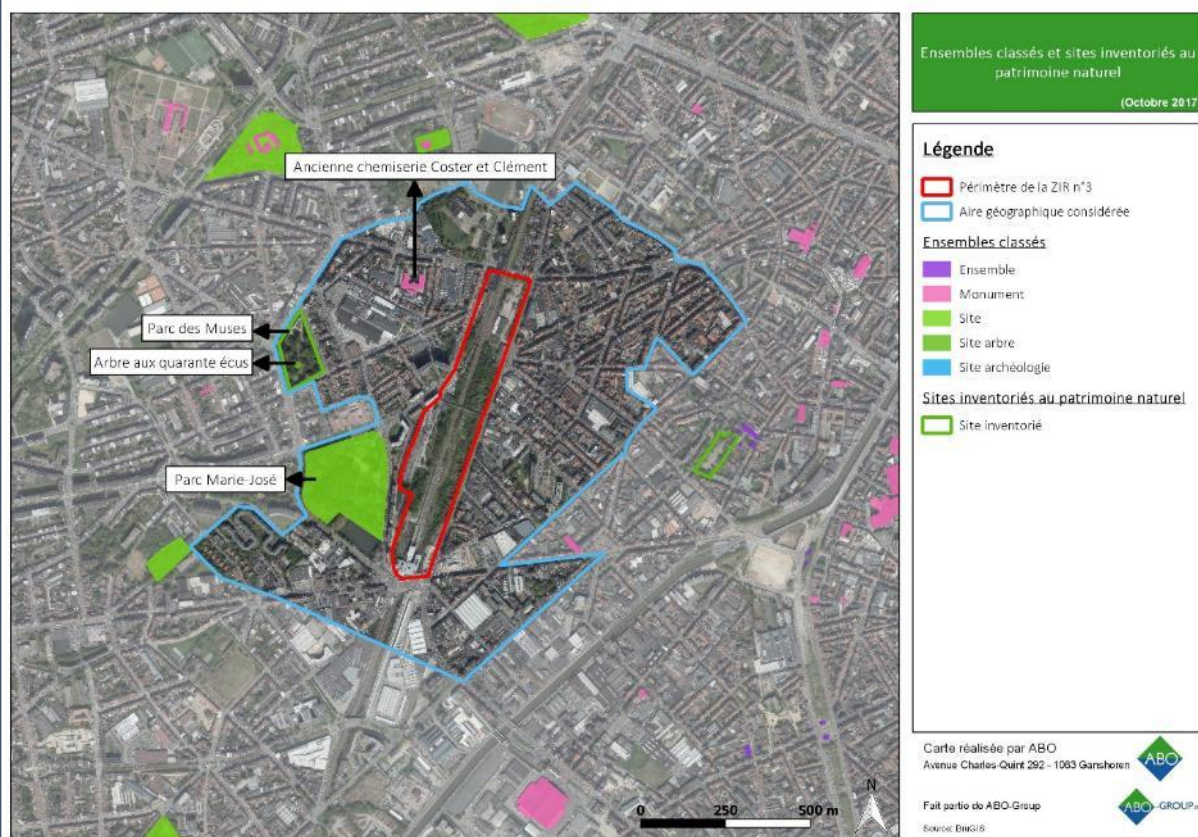 Ensembles classés et sites inventoriés au
patrimoine naturel
(Octobre 2017
Ancienne chemiserie Coster et Clément
Parc des Muses
Arbre aux quarante écus
Parc Marie-José
Légende
Périmètre de la ZIR n°3
Aire géographique considérée
Ensembles classés
Ensemble
Monument
Site
Site arbre
Site archéologie
Sites inventoriés au patrimoine naturel
Site inventorié
N
0 250 500 m
Carte réalisée par ABO
Avenue Charles-Quint 292 - 1083 Ganshoren
ABO
Fait partie de ABO-Group
ABO-GROUP
Source: BruGIS